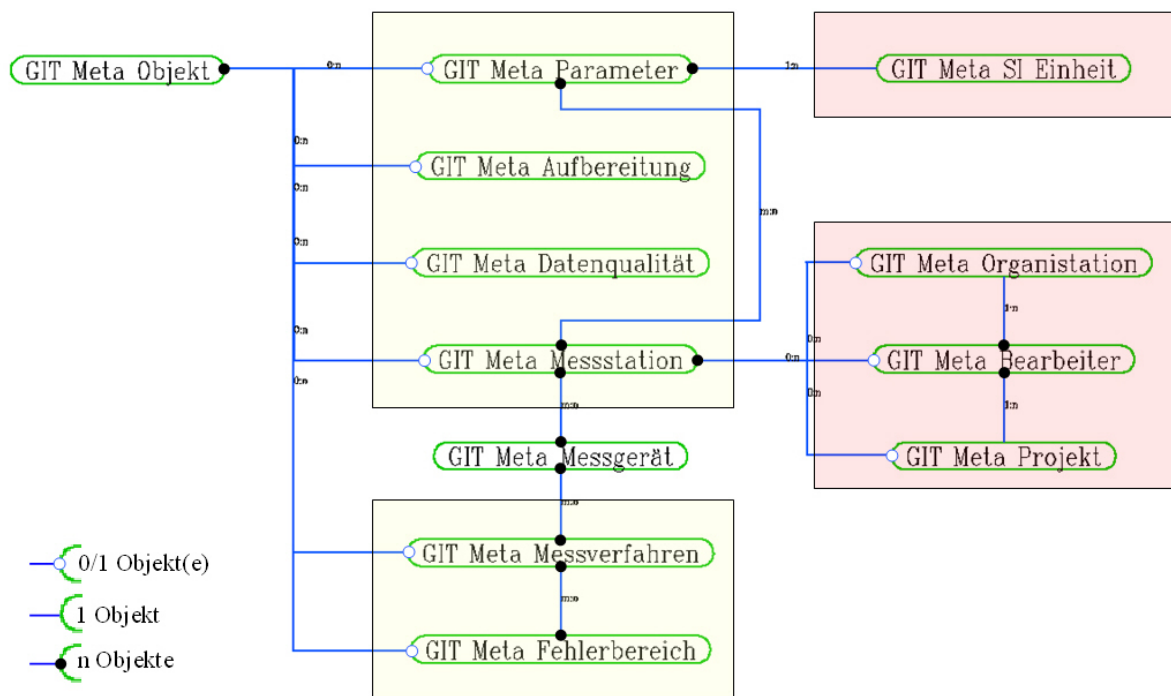 GIT Meta Objekt
0:n
GIT Meta Parameter
1:n
GIT Meta SI Einheit
0:n
GIT Meta Aufbereitung
0:n
m:n
0:n
GIT Meta Datenqualität
GIT Meta Organistation
1:n
0:n
0:n
GIT Meta Messstation
0:n
GIT Meta Bearbeiter
0:n
0:n
m:n
1:n
GIT Meta Messgerät
GIT Meta Projekt
m:n
0/1 Objekt(e)
GIT Meta Messverfahren
1 Objekt
m:n
n Objekte
GIT Meta Fehlerbereich